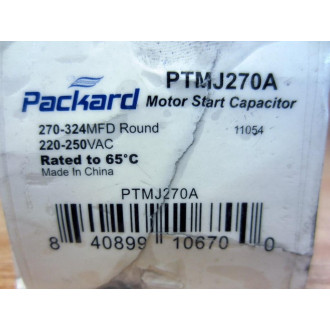 PTMJ270A
Packard
Motor Start Capacitor
270-324MFD Round
11054
220-250VAC
Rated to 65°C
Made In China
PTMJ270A
8 40899 10670 0